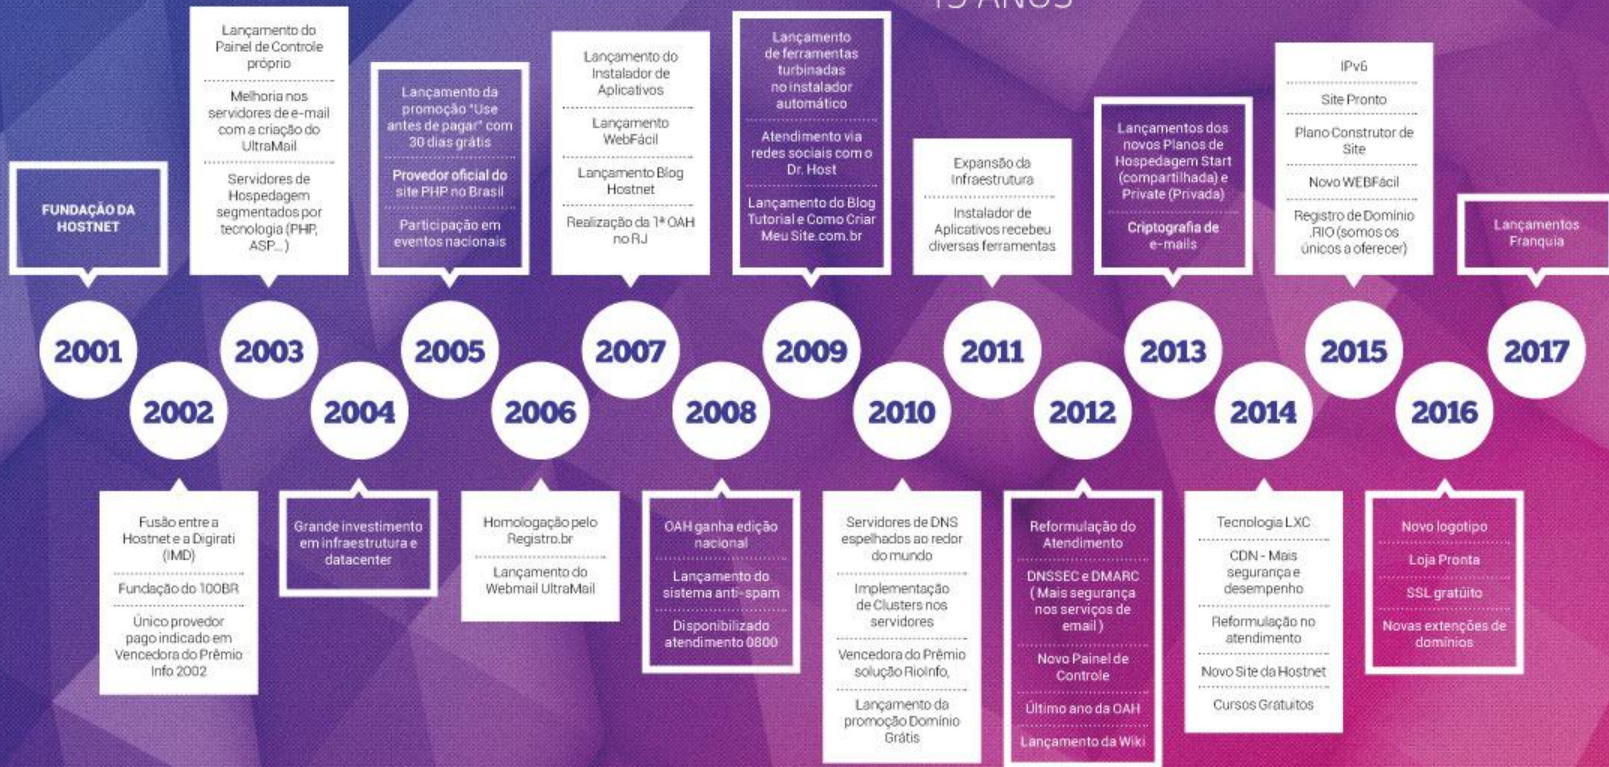 15 ANOS
FUNDAÇÃO DA
HOSTNET
2001
2002
Fusão entre a
Hostnet e a Digirati
(IMD)
Fundação do 100BR
Único provedor
pago indicado em
Vencedora do Prêmio
Info 2002
Lançamento do
Painel de Controle
próprio
Melhoria nos
servidores de e-mail
com a criação do
UltraMail
Servidores de
Hospedagem
segmentados por
tecnologia (PHP,
ASP... )
2003
2004
Grande investimento
em infraestrutura e
datacenter
Lançamento da
promoção "Use
antes de pagar" com
30 dias grátis
Provedor oficial do
site PHP no Brasil
Participação em
eventos nacionais
2005
2006
Homologação pelo
Registro.br
Lançamento do
Webmail UltraMail
Lançamento do
Instalador de
Aplicativos
Lançamento
WebFácil
Lançamento Blog
Hostnet
Realização da 1ª OAH
no RJ
2007
2008
OAH ganha edição
nacional
Lançamento do
sistema anti-spam
Disponibilizado
atendimento 0800
Lançamento
de ferramentas
turbinadas
no instalador
automático
Atendimento via
redes sociais com o
Dr. Host
Lançamento do Blog
Tutorial e Como Criar
Meu Site.com.br
2009
2010
Servidores de DNS
espelhados ao redor
do mundo
Implementação
de Clusters nos
servidores
Vencedora do Prêmio
solução RioInfo,
Lançamento da
promoção Domínio
Grátis
Expansão da
Infraestrutura
Instalador de
Aplicativos recebeu
diversas ferramentas
2011
2012
Reformulação do
Atendimento
DNSSEC e DMARC
( Mais segurança
nos serviços de
email )
Novo Painel de
Controle
Último ano da OAH
Lançamento da Wiki
Lançamentos dos
novos Planos de
Hospedagem Start
(compartilhada) e
Private (Privada)
Criptografia de
e-mails
2013
2014
Tecnologia LXC
CDN - Mais
segurança e
desempenho
Reformulação no
atendimento
Novo Site da Hostnet
Cursos Gratuitos
IPv6
Site Pronto
Plano Construtor de
Site
Novo WEBFácil
Registro de Domínio
.RIO (somos os
únicos a oferecer)
2015
2016
Novo logotipo
Loja Pronta
SSL gratúito
Novas extenções de
domínios
Lançamentos
Franquia
2017